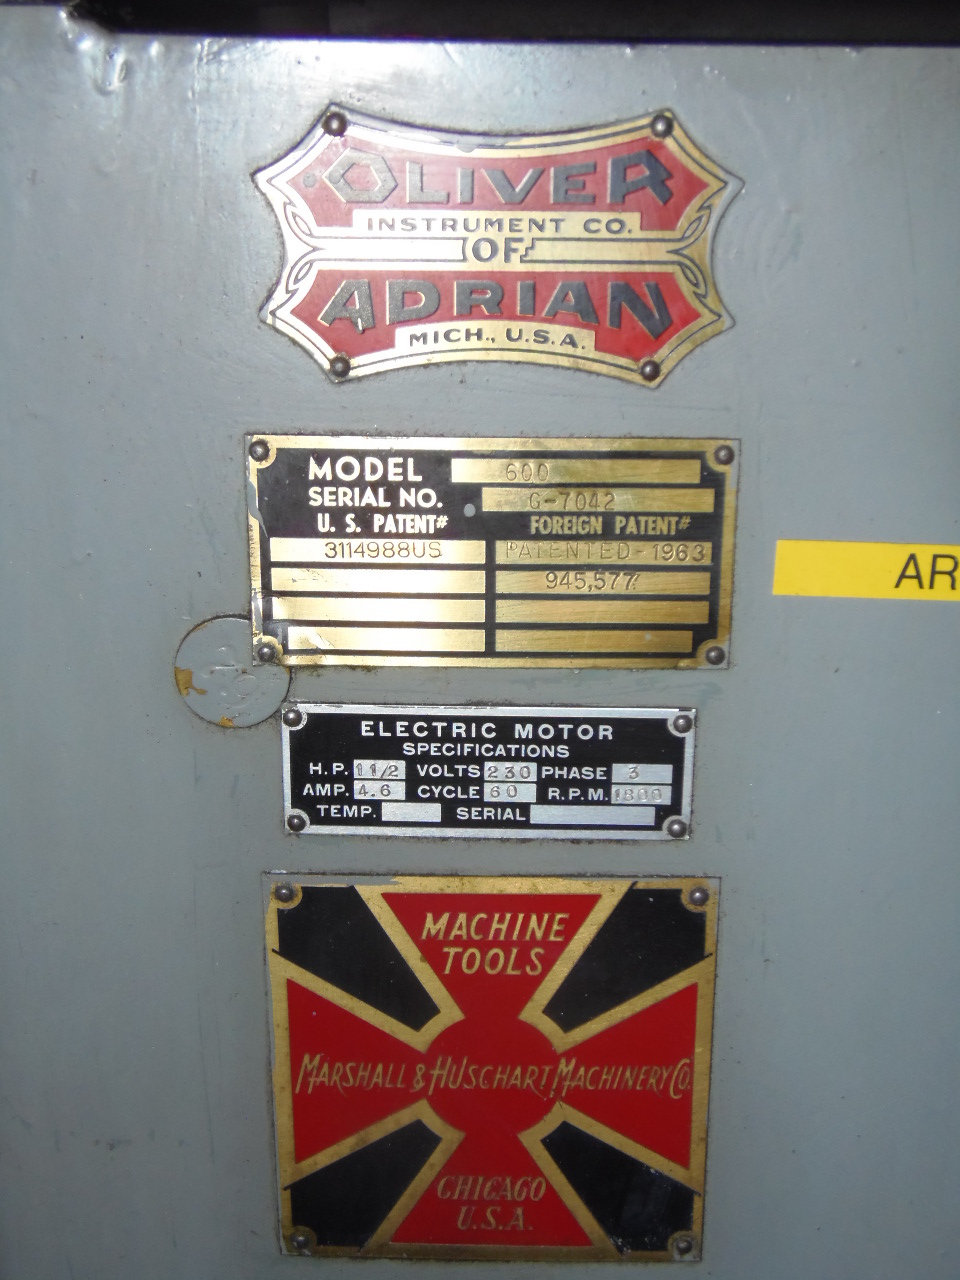 OLIVER
INSTRUMENT CO.
OF
ADRIAN
MICH., U.S.A.
MODEL 600
SERIAL NO. G-7042
U. S. PATENT# FOREIGN PATENT#
3114988US PATENTED-1963
945,577
AR
ELECTRIC MOTOR
SPECIFICATIONS
H.P. 1 1/2 VOLTS 230 PHASE 3
AMP. 4.6 CYCLE 60 R.P.M. 1800
TEMP. SERIAL
MACHINE
TOOLS
MARSHALL & HUSCHART MACHINERY CO.
CHICAGO
U.S.A.